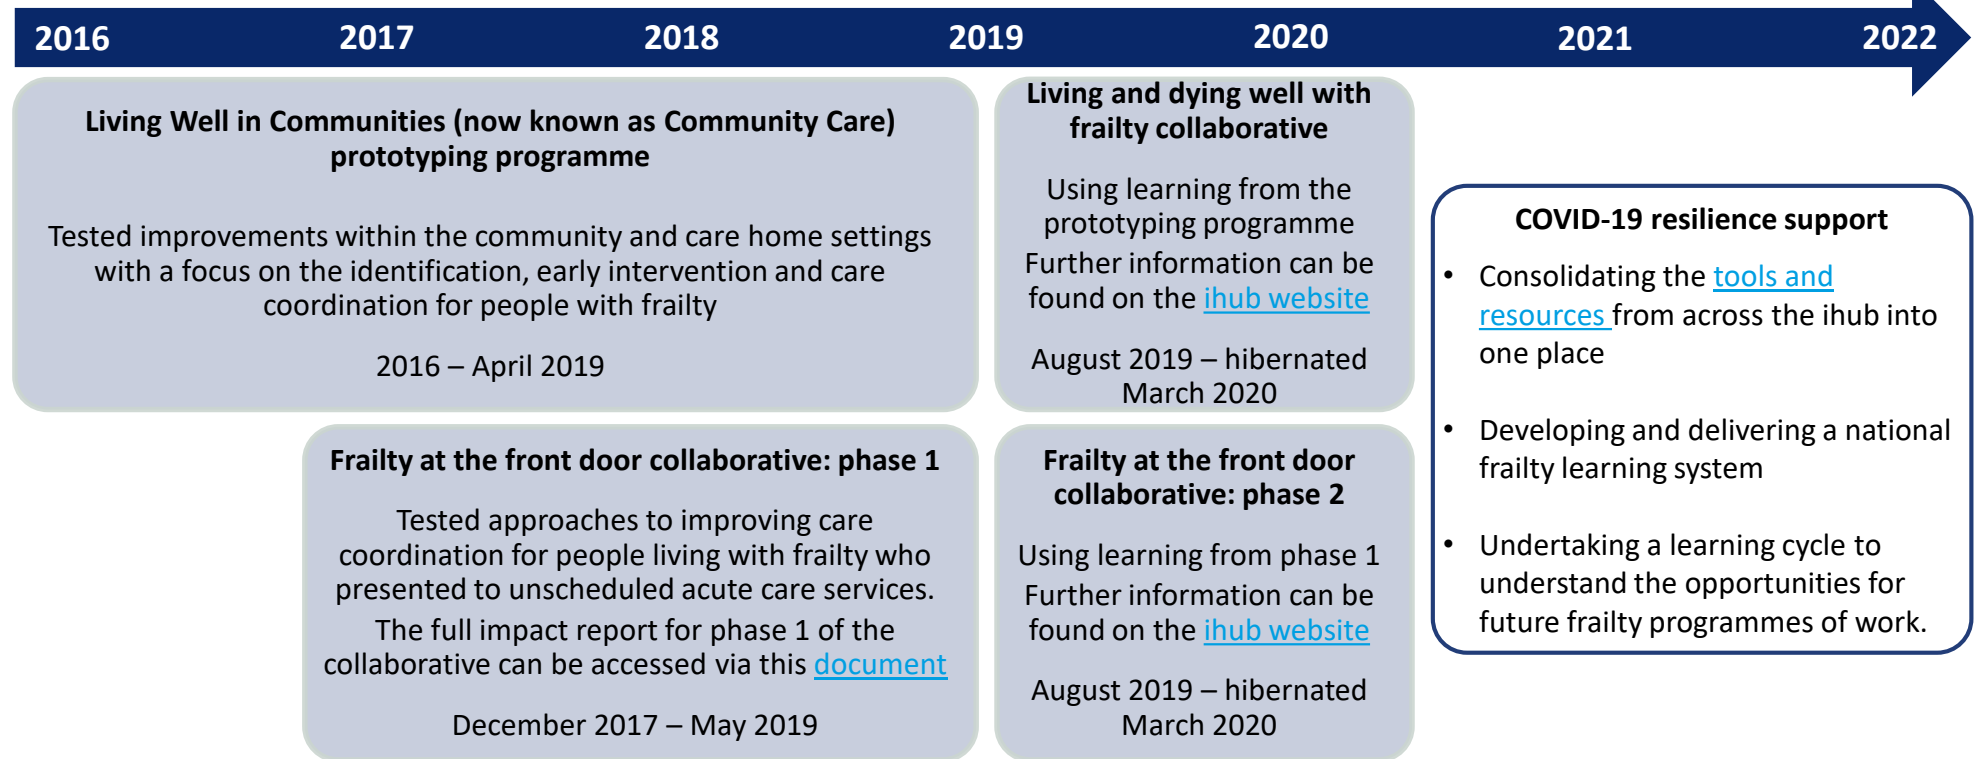 2016 2017 2018 2019 2020 2021 2022
Living Well in Communities (now known as Community Care)
prototyping programme
Tested improvements within the community and care home settings
with a focus on the identification, early intervention and care
coordination for people with frailty
2016 – April 2019
Living and dying well with
frailty collaborative
Using learning from the
prototyping programme
Further information can be
found on the ihub website
August 2019 – hibernated
March 2020
Frailty at the front door collaborative: phase 1
Tested approaches to improving care
coordination for people living with frailty who
presented to unscheduled acute care services.
The full impact report for phase 1 of the
collaborative can be accessed via this document
December 2017 – May 2019
Frailty at the front door
collaborative: phase 2
Using learning from phase 1
Further information can be
found on the ihub website
August 2019 – hibernated
March 2020
COVID-19 resilience support
• Consolidating the tools and
resources from across the ihub into
one place
• Developing and delivering a national
frailty learning system
• Undertaking a learning cycle to
understand the opportunities for
future frailty programmes of work.